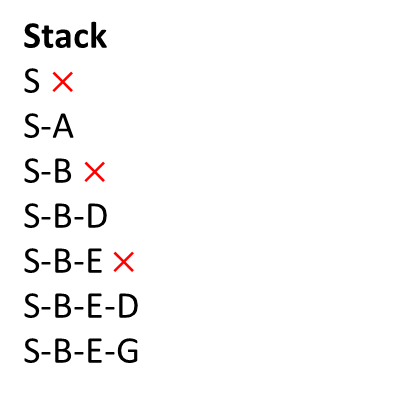 Stack
S ×
S-A
S-B ×
S-B-D
S-B-E ×
S-B-E-D
S-B-E-G